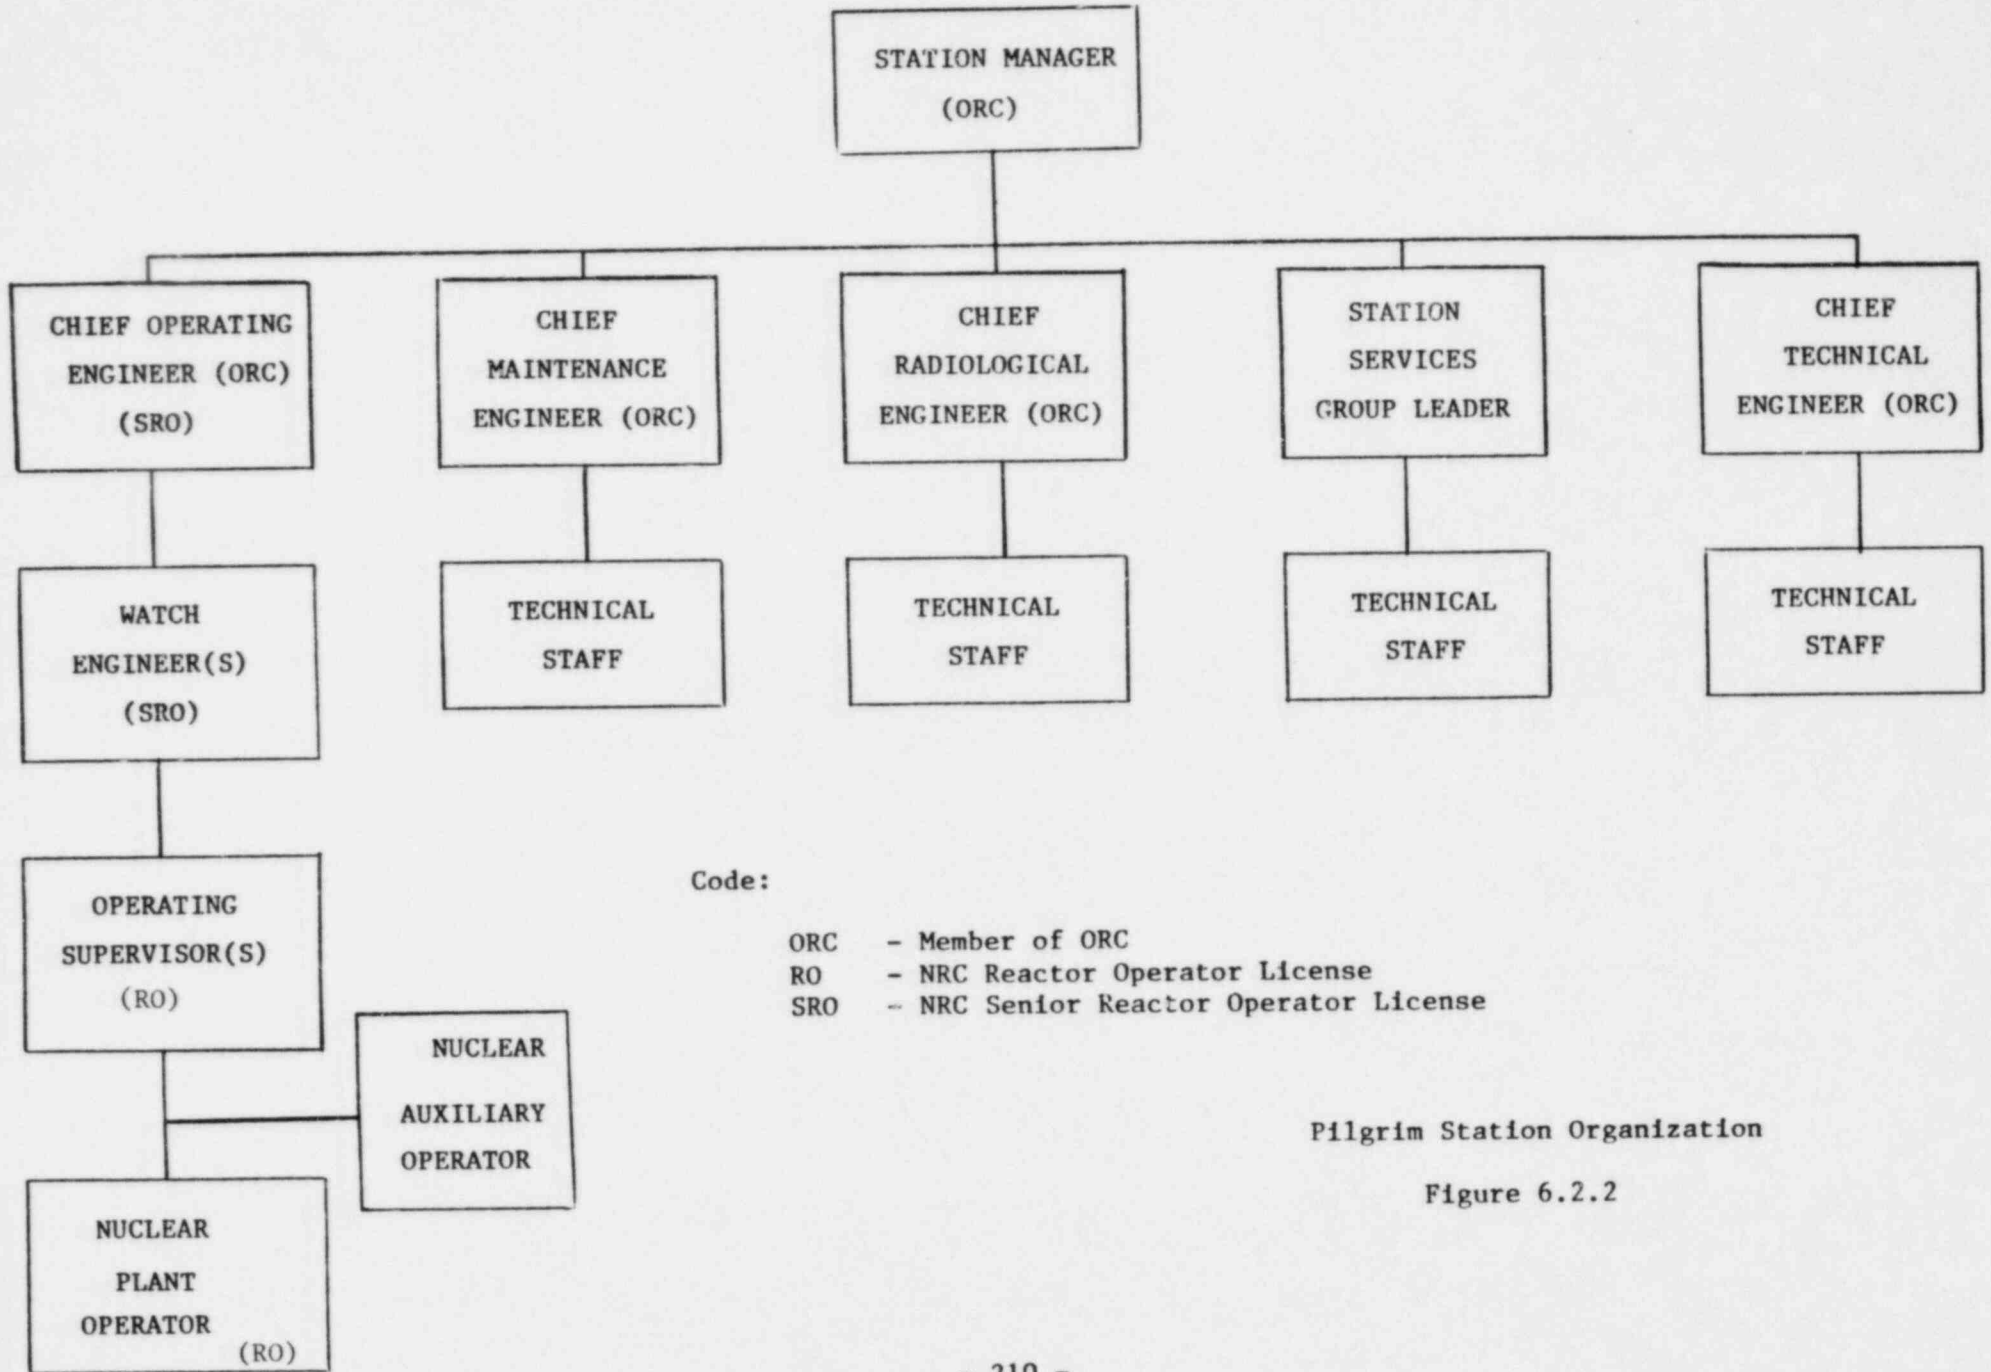 STATION MANAGER
(ORC)
CHIEF OPERATING
ENGINEER (ORC)
(SRO)
CHIEF
MAINTENANCE
ENGINEER (ORC)
CHIEF
RADIOLOGICAL
ENGINEER (ORC)
STATION
SERVICES
GROUP LEADER
CHIEF
TECHNICAL
ENGINEER (ORC)
WATCH
ENGINEER(S)
(SRO)
TECHNICAL
STAFF
TECHNICAL
STAFF
TECHNICAL
STAFF
TECHNICAL
STAFF
OPERATING
SUPERVISOR(S)
(RO)
NUCLEAR
AUXILIARY
OPERATOR
NUCLEAR
PLANT
OPERATOR
(RO)
Code:
ORC - Member of ORC
RO - NRC Reactor Operator License
SRO - NRC Senior Reactor Operator License
Pilgrim Station Organization
Figure 6.2.2